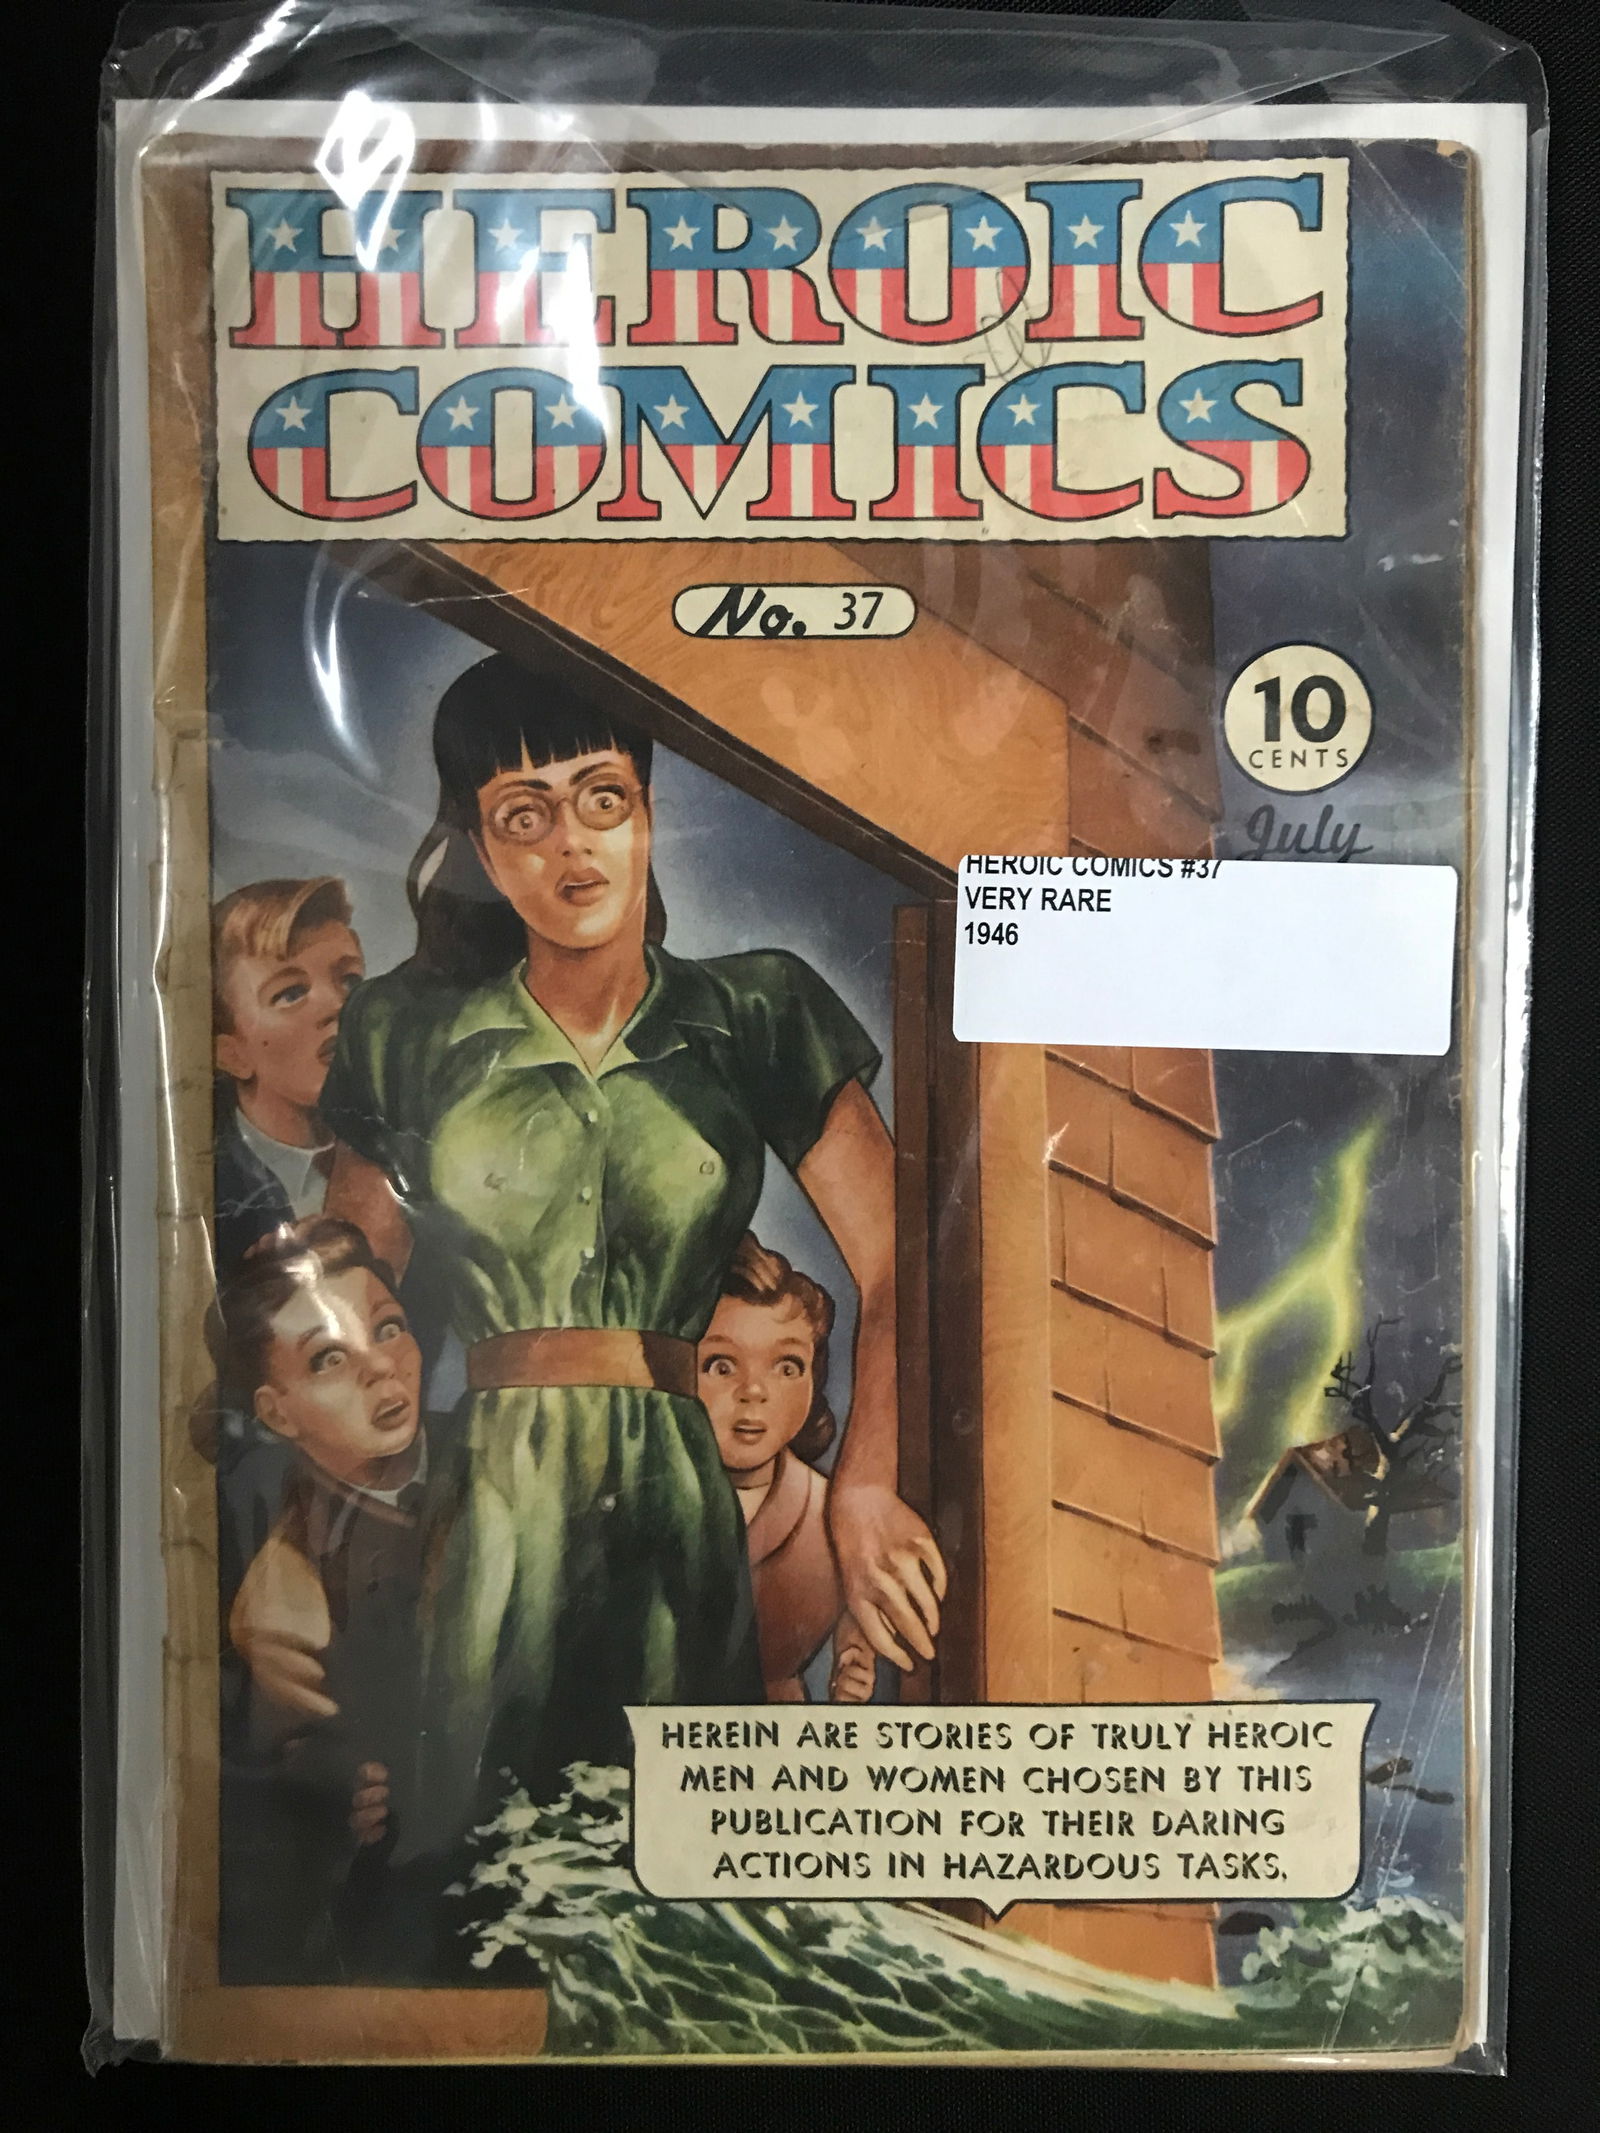 HEROIC
COMICS
No. 37
10
CENTS
July
HEROIC COMICS #37
VERY RARE
1946
HEREIN ARE STORIES OF TRULY HEROIC
MEN AND WOMEN CHOSEN BY THIS
PUBLICATION FOR THEIR DARING
ACTIONS IN HAZARDOUS TASKS.